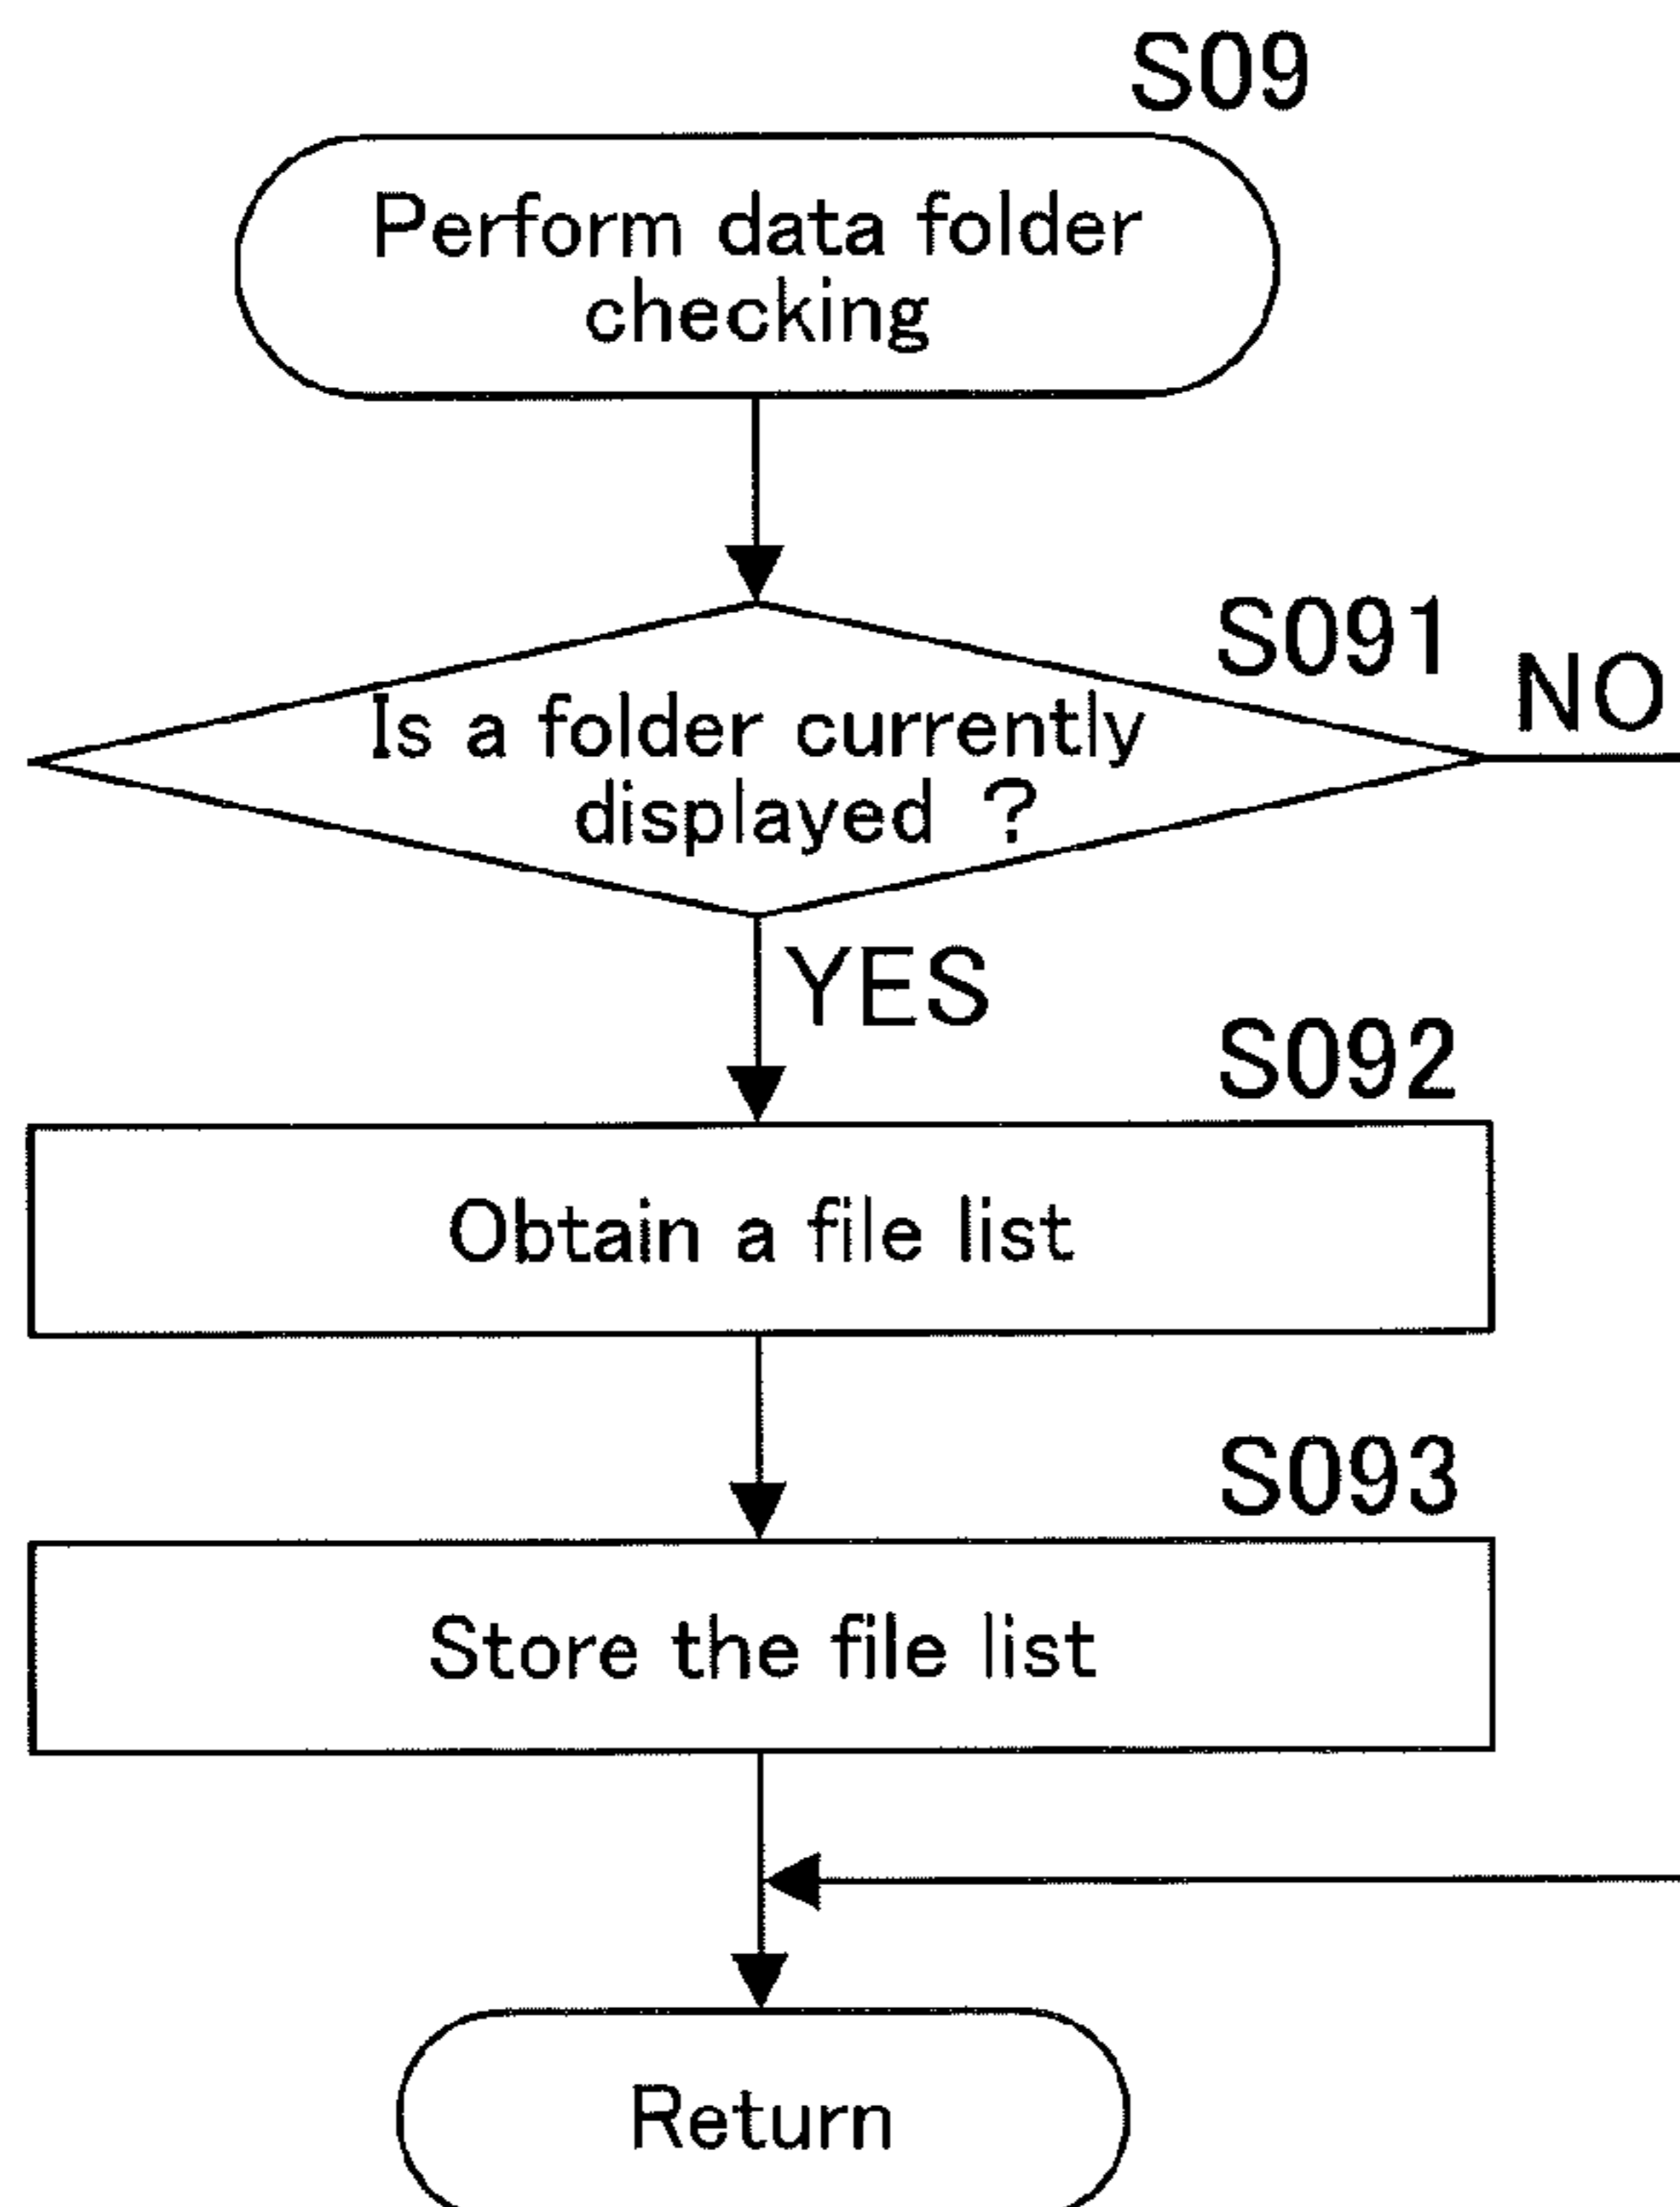 S09
Perform data folder
checking
S091
NO
Is a folder currently
displayed ?
YES
S092
Obtain a file list
S093
Store the file list
Return